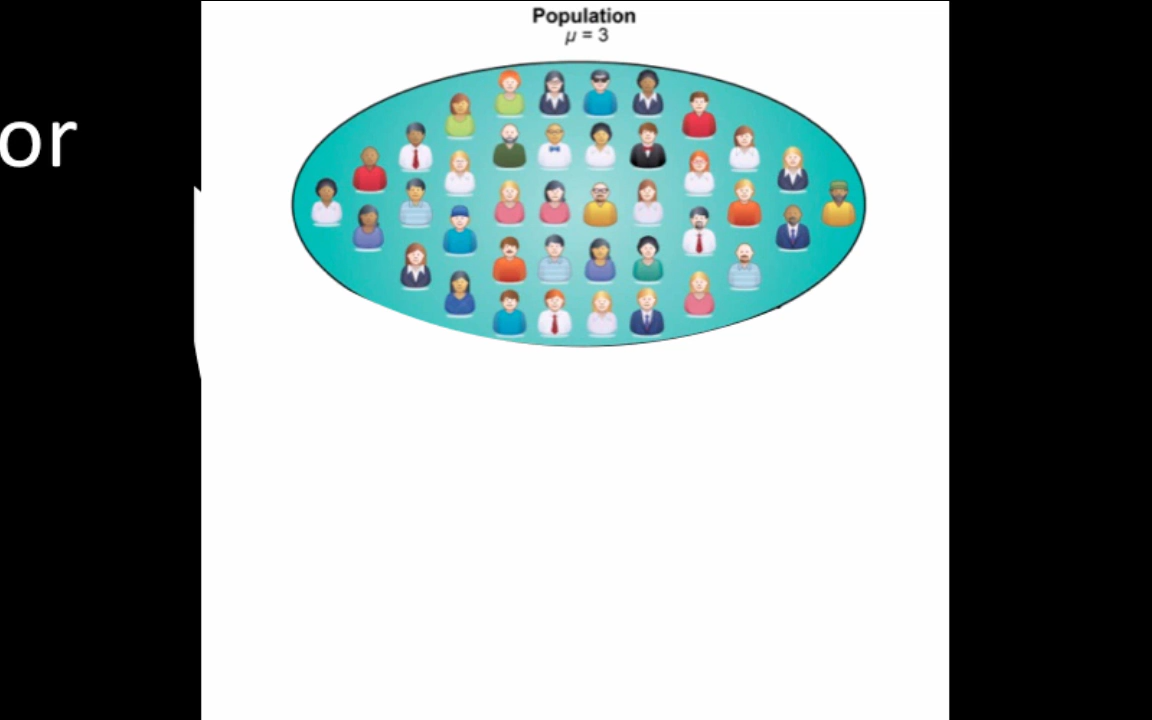 Population
μ = 3
or